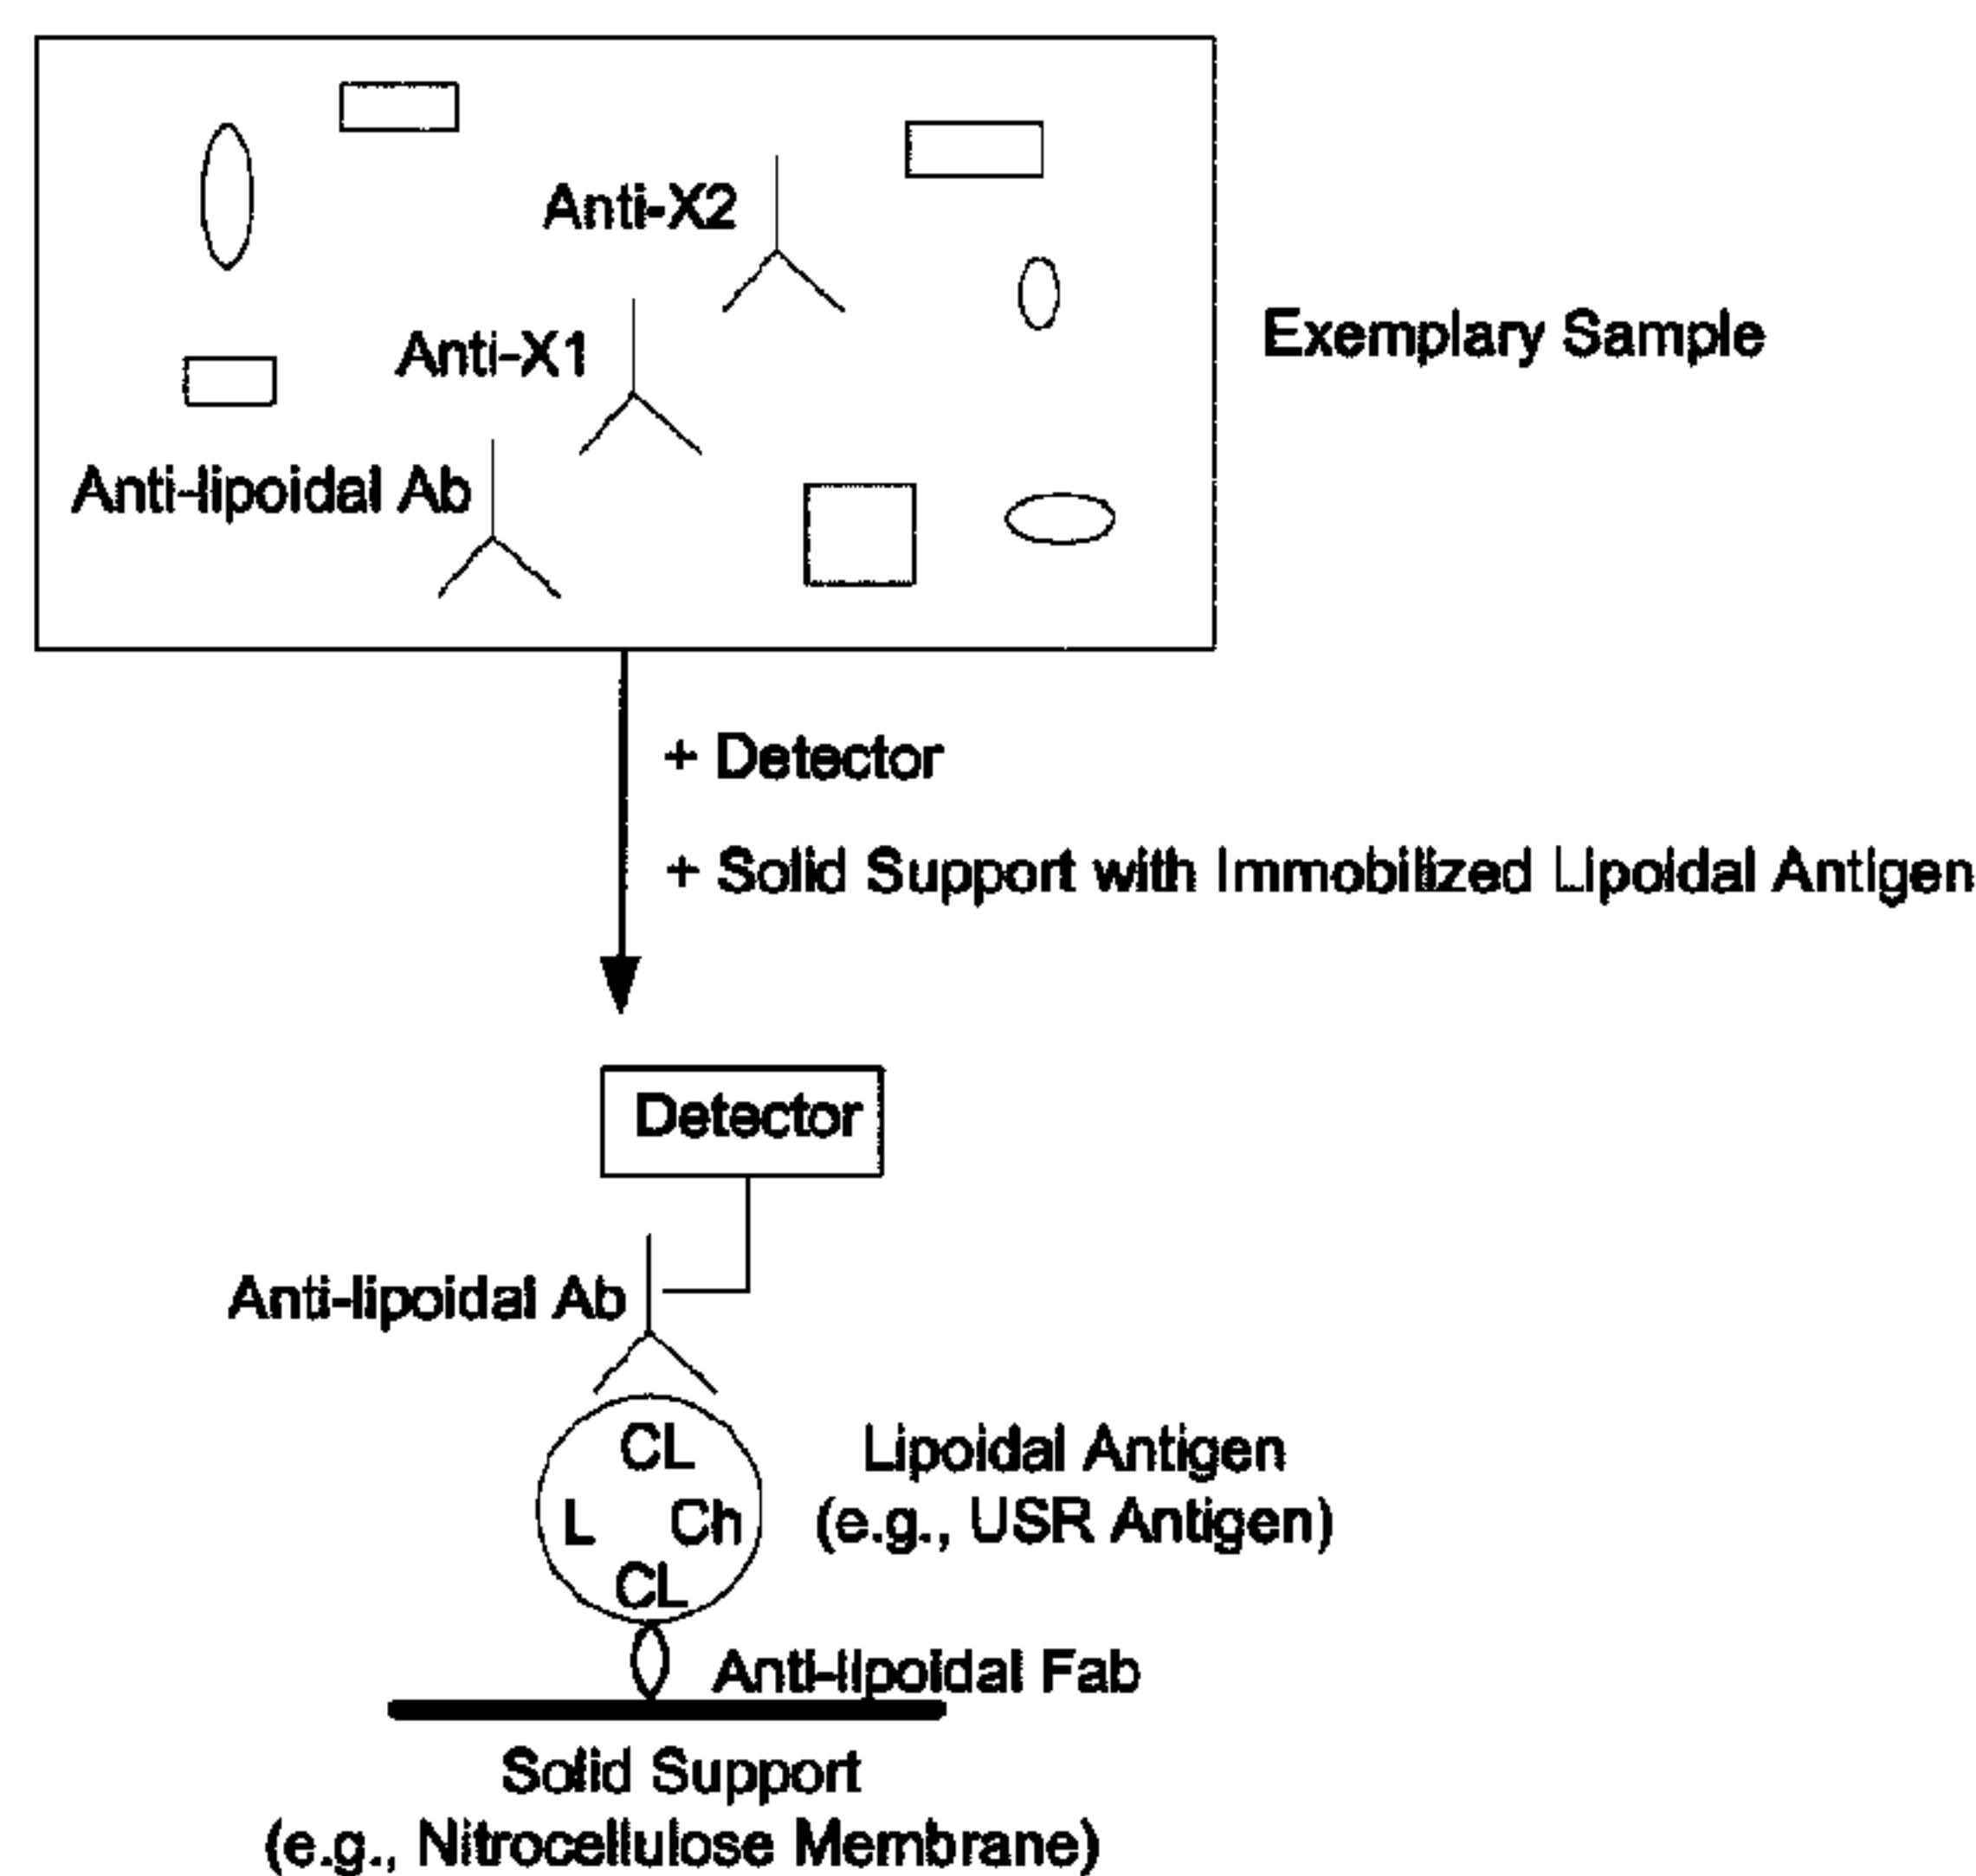 Anti-X2
Anti-X1
Exemplary Sample
Anti-lipoidal Ab
+ Detector
+ Solid Support with Immobilized Lipoidal Antigen
Detector
Anti-lipoidal Ab
CL
L Ch
CL
Lipoidal Antigen
(e.g., USR Antigen)
Anti-lipoidal Fab
Solid Support
(e.g., Nitrocellulose Membrane)